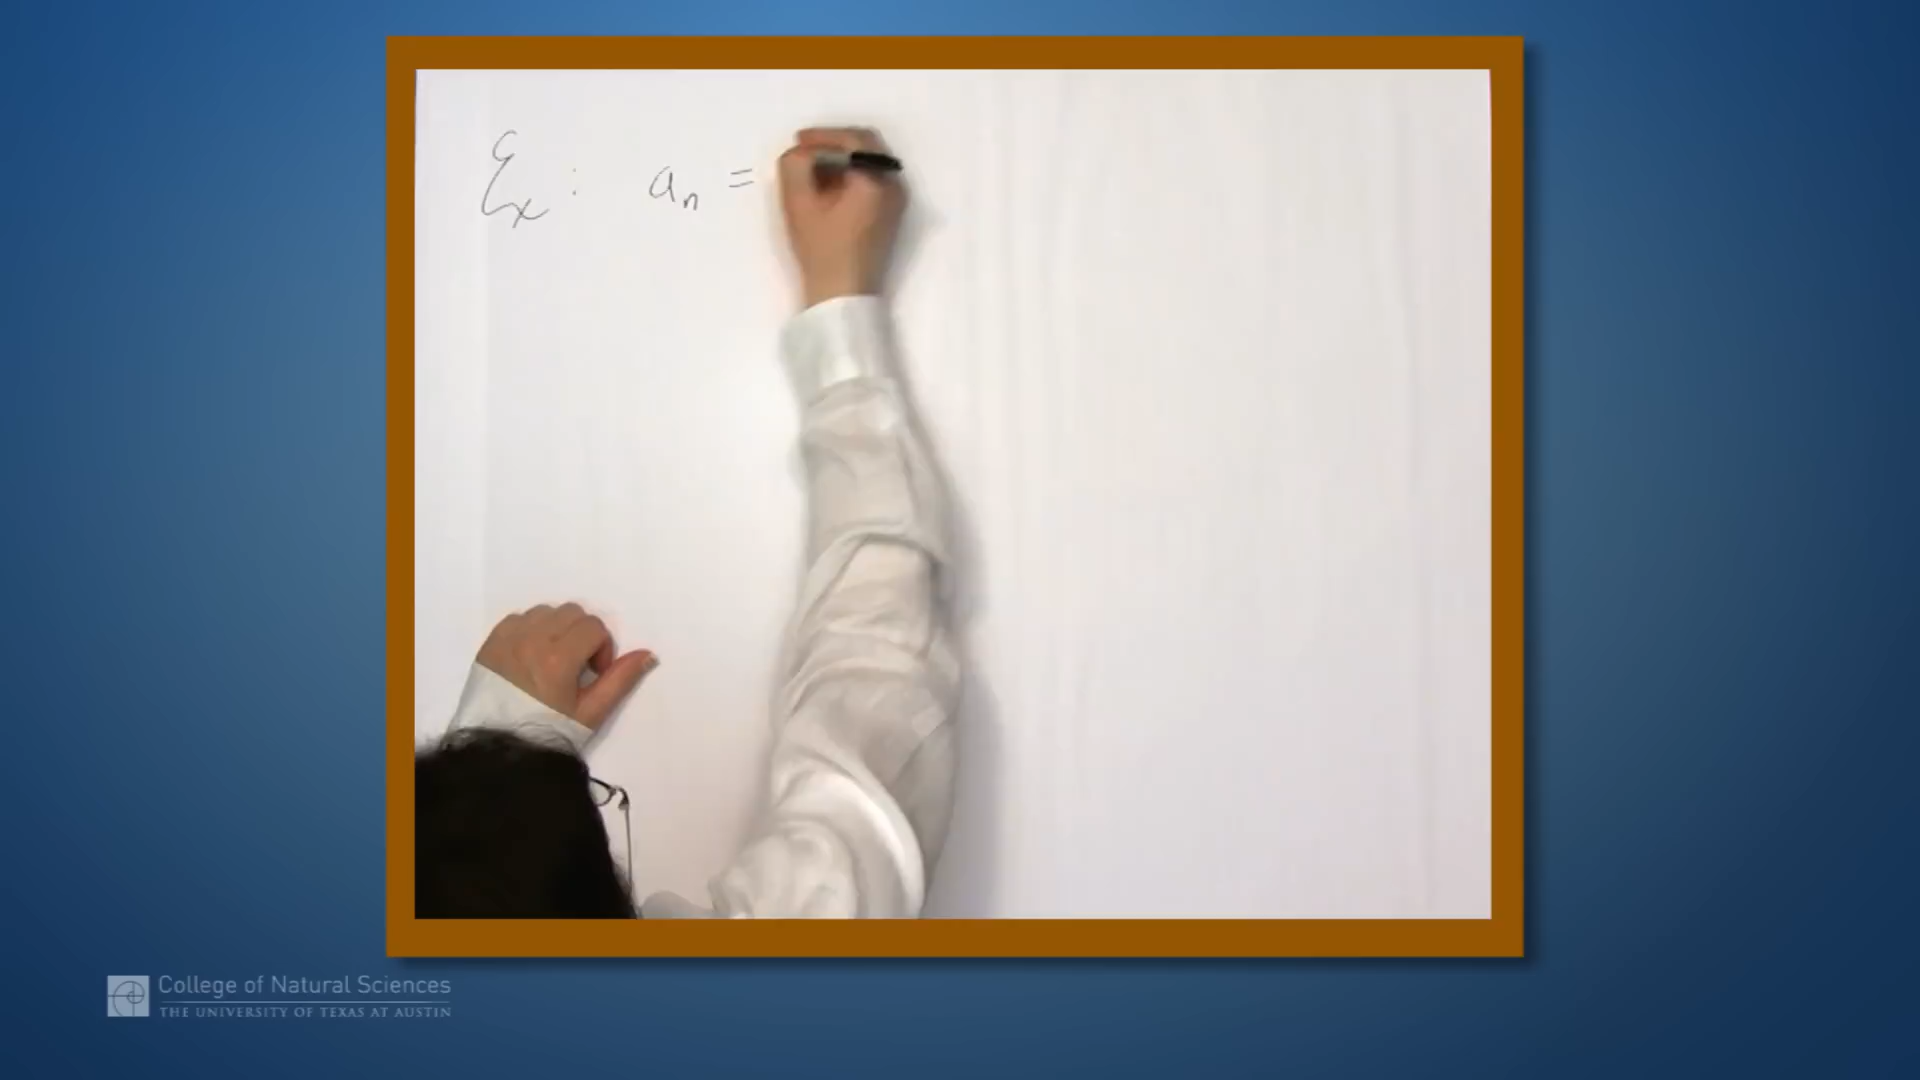 Ex: aₙ =
College of Natural Sciences
THE UNIVERSITY OF TEXAS AT AUSTIN